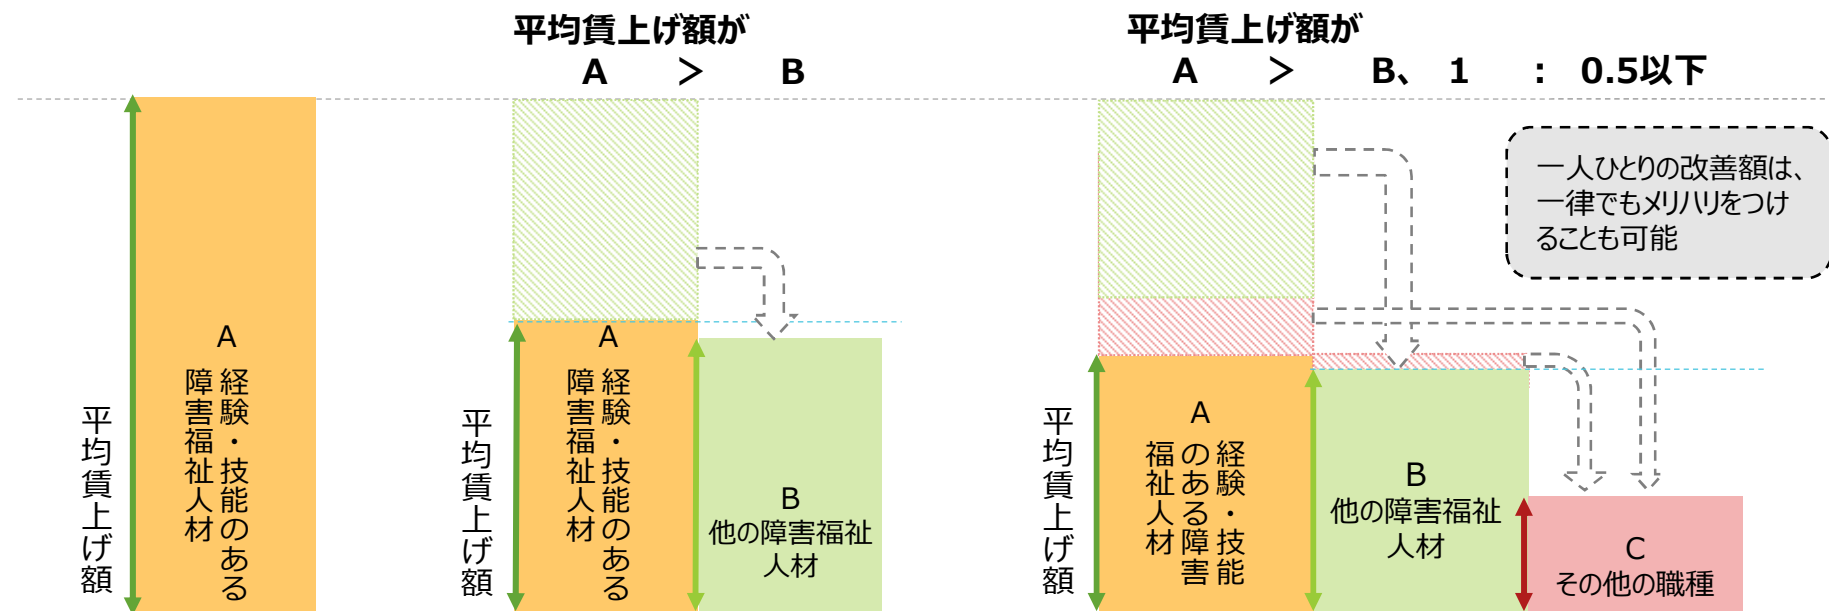 平均賃上げ額が
A ＞ B
平均賃上げ額が
A ＞ B、 1 : 0.5以下
一人ひとりの改善額は、
一律でもメリハリをつけ
ることも可能
平均賃上げ額
A
経験・技能のある
障害福祉人材
平均賃上げ額
A
経験・技能のある
障害福祉人材
B
他の障害福祉
人材
平均賃上げ額
A
経験・技能
のある障害
福祉人材
B
他の障害福祉
人材
C
その他の職種